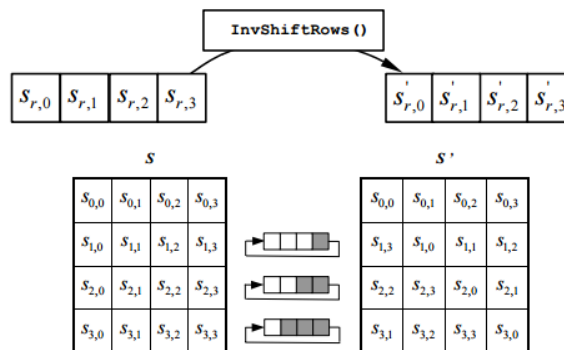 InvShiftRows()
S_{r,0} S_{r,1} S_{r,2} S_{r,3} S'_{r,0} S'_{r,1} S'_{r,2} S'_{r,3}
S S'
S_{0,0} S_{0,1} S_{0,2} S_{0,3} S_{0,0} S_{0,1} S_{0,2} S_{0,3}
S_{1,0} S_{1,1} S_{1,2} S_{1,3} S_{1,3} S_{1,0} S_{1,1} S_{1,2}
S_{2,0} S_{2,1} S_{2,2} S_{2,3} S_{2,2} S_{2,3} S_{2,0} S_{2,1}
S_{3,0} S_{3,1} S_{3,2} S_{3,3} S_{3,1} S_{3,2} S_{3,3} S_{3,0}